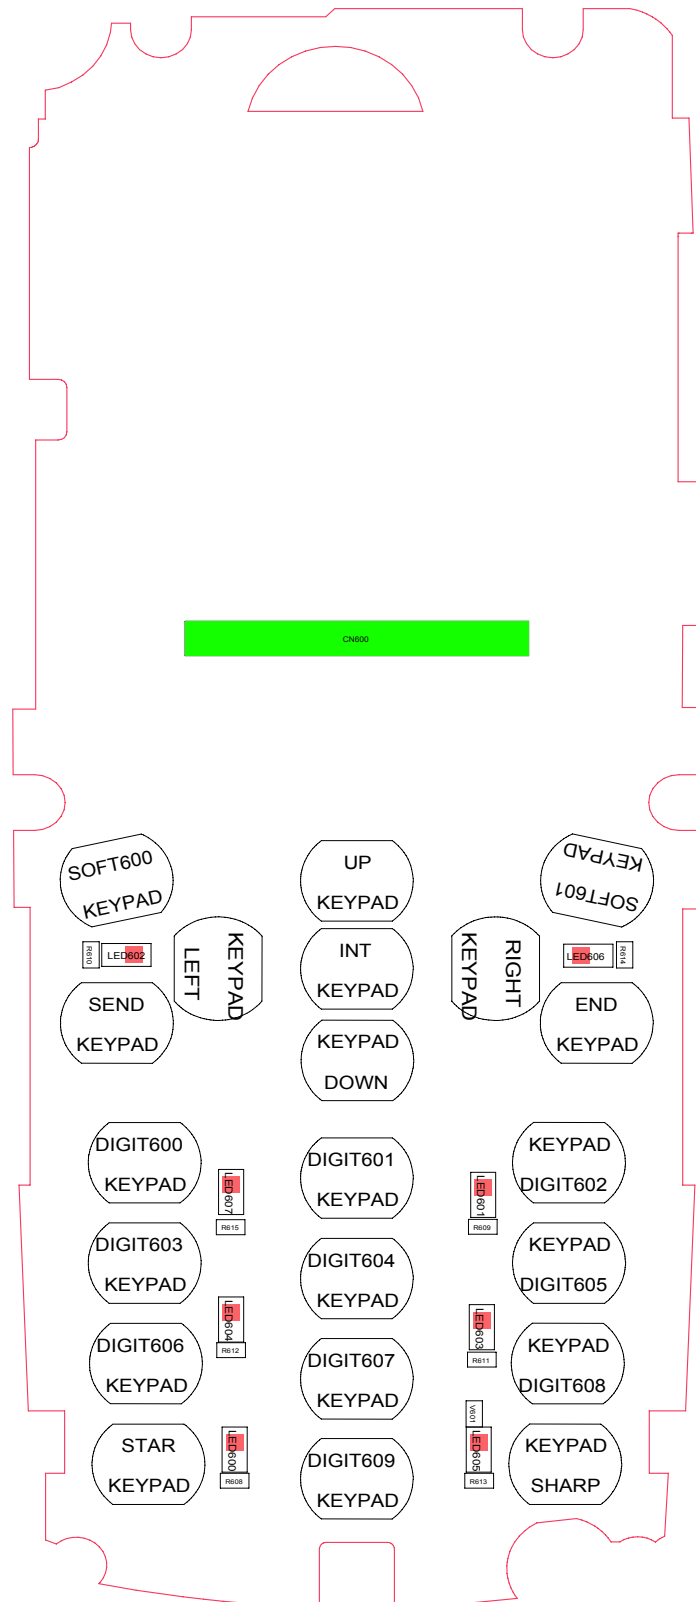 CN600
SOFT600
KEYPAD
UP
KEYPAD
KEYPAD
SOFT601
R610
LED602
KEYPAD
LEFT
INT
KEYPAD
RIGHT
KEYPAD
LED606
R614
SEND
KEYPAD
KEYPAD
DOWN
END
KEYPAD
DIGIT600
KEYPAD
LED607
R615
DIGIT601
KEYPAD
LED601
R609
KEYPAD
DIGIT602
DIGIT603
KEYPAD
LED604
R612
DIGIT604
KEYPAD
LED603
R611
KEYPAD
DIGIT605
DIGIT606
KEYPAD
DIGIT607
KEYPAD
KEYPAD
DIGIT608
V601
STAR
KEYPAD
LED600
R608
DIGIT609
KEYPAD
LED605
R613
KEYPAD
SHARP